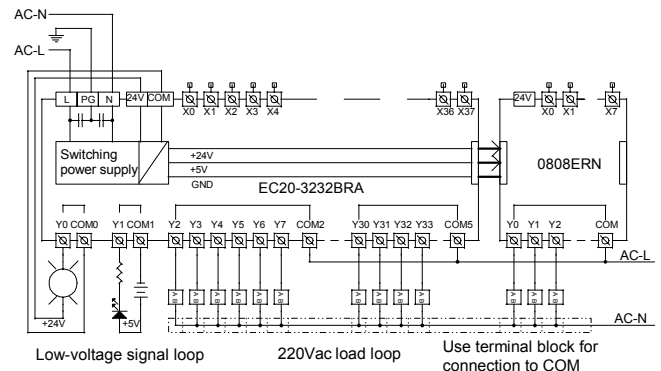 AC-N
AC-L
L PG N 24V COM
X0 X1 X2 X3 X4
X36 X37
24V
X0 X1 X7
Switching
power supply
+24V
+5V
GND
EC20-3232BRA
0808ERN
Y0 COM0 Y1 COM1 Y2 Y3 Y4 Y5 Y6 Y7 COM2 Y30 Y31 Y32 Y33 COM5 Y0 Y1 Y2 COM
AC-L
A B A B A B A B A B A B A B A B A B A B A B A B A B
+24V
+5V
AC-N
Low-voltage signal loop
220Vac load loop
Use terminal block for
connection to COM